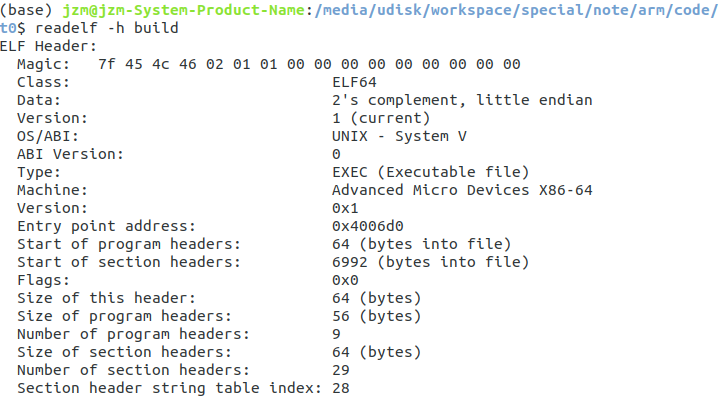 (base) jzm@jzm-System-Product-Name:/media/udisk/workspace/special/note/arm/code/
t0$ readelf -h build
ELF Header:
  Magic:   7f 45 4c 46 02 01 01 00 00 00 00 00 00 00 00 00
  Class:                             ELF64
  Data:                              2's complement, little endian
  Version:                           1 (current)
  OS/ABI:                            UNIX - System V
  ABI Version:                       0
  Type:                              EXEC (Executable file)
  Machine:                           Advanced Micro Devices X86-64
  Version:                           0x1
  Entry point address:               0x4006d0
  Start of program headers:          64 (bytes into file)
  Start of section headers:          6992 (bytes into file)
  Flags:                             0x0
  Size of this header:               64 (bytes)
  Size of program headers:           56 (bytes)
  Number of program headers:         9
  Size of section headers:           64 (bytes)
  Number of section headers:         29
  Section header string table index: 28